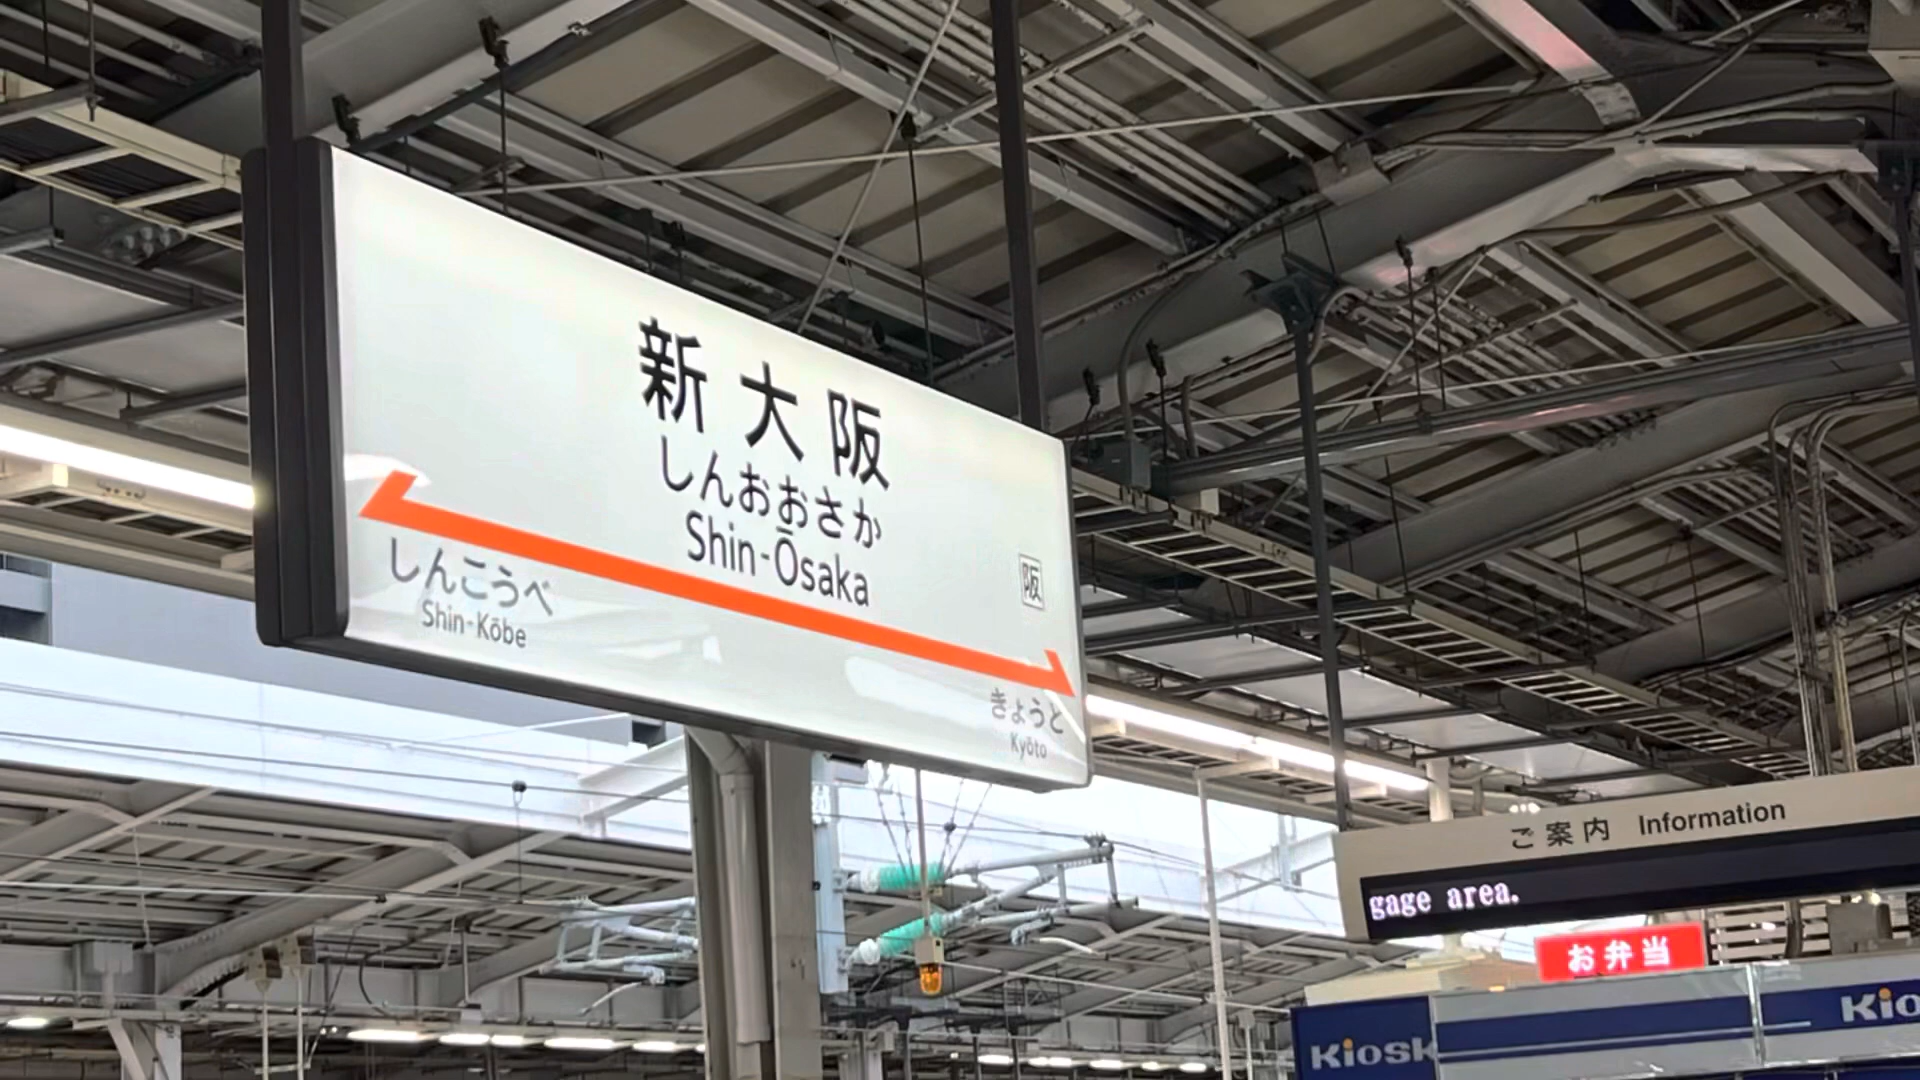 新大阪
しんおおさか
Shin-Ōsaka
阪
しんこうべ
Shin-Kōbe
きょうと
Kyōto
ご案内 Information
gage area.
お弁当
Kiosk
Kio